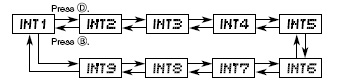 Press Ⓓ.
INT1 INT2 INT3 INT4 INT5
Press Ⓑ.
INT9 INT8 INT7 INT6